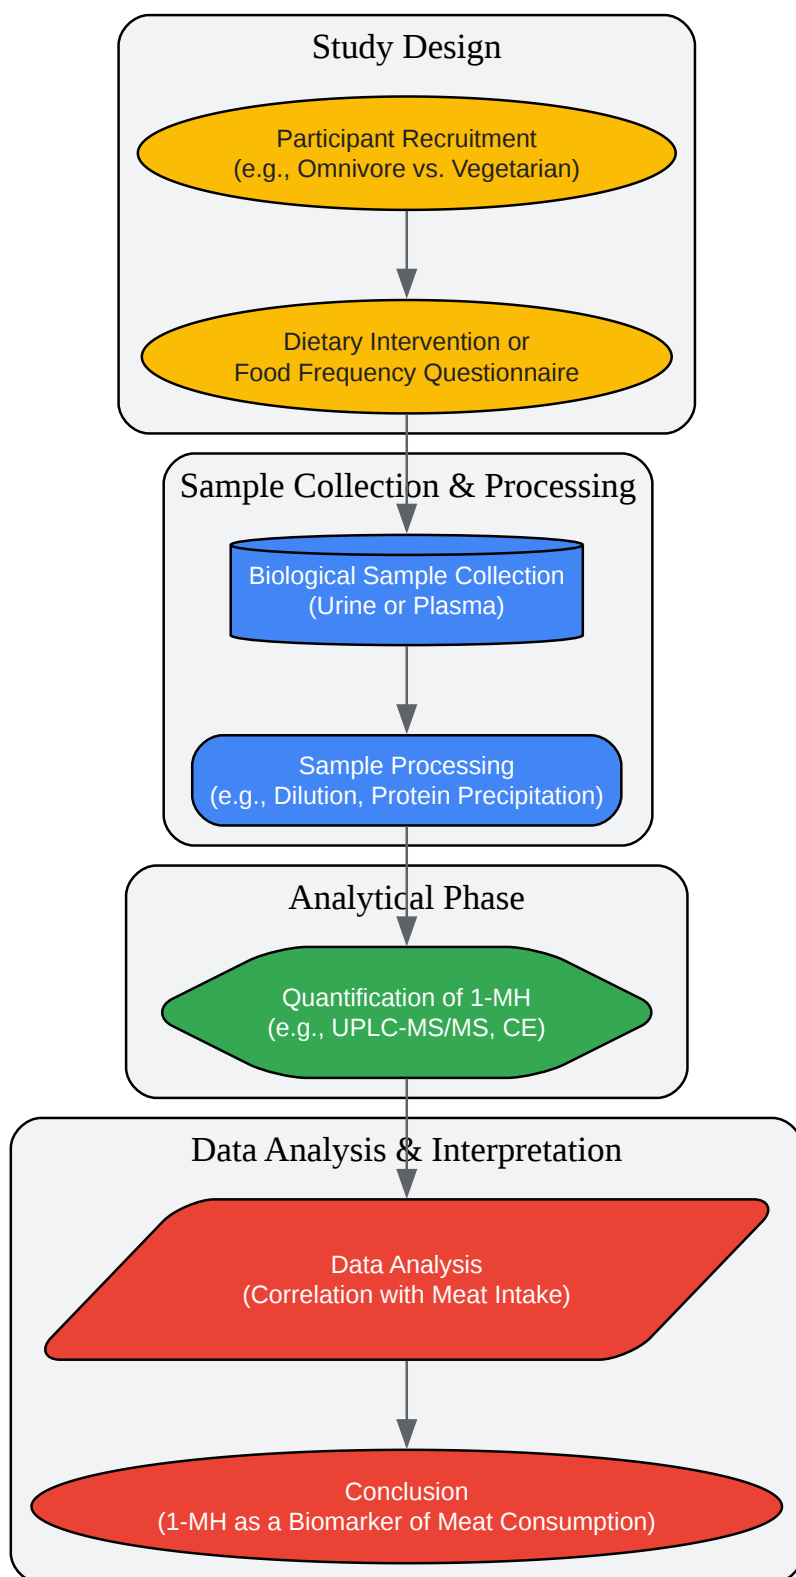 Study Design
Participant Recruitment
(e.g., Omnivore vs. Vegetarian)
Dietary Intervention or
Food Frequency Questionnaire
Sample Collection & Processing
Biological Sample Collection
(Urine or Plasma)
Sample Processing
(e.g., Dilution, Protein Precipitation)
Analytical Phase
Quantification of 1-MH
(e.g., UPLC-MS/MS, CE)
Data Analysis & Interpretation
Data Analysis
(Correlation with Meat Intake)
Conclusion
(1-MH as a Biomarker of Meat Consumption)